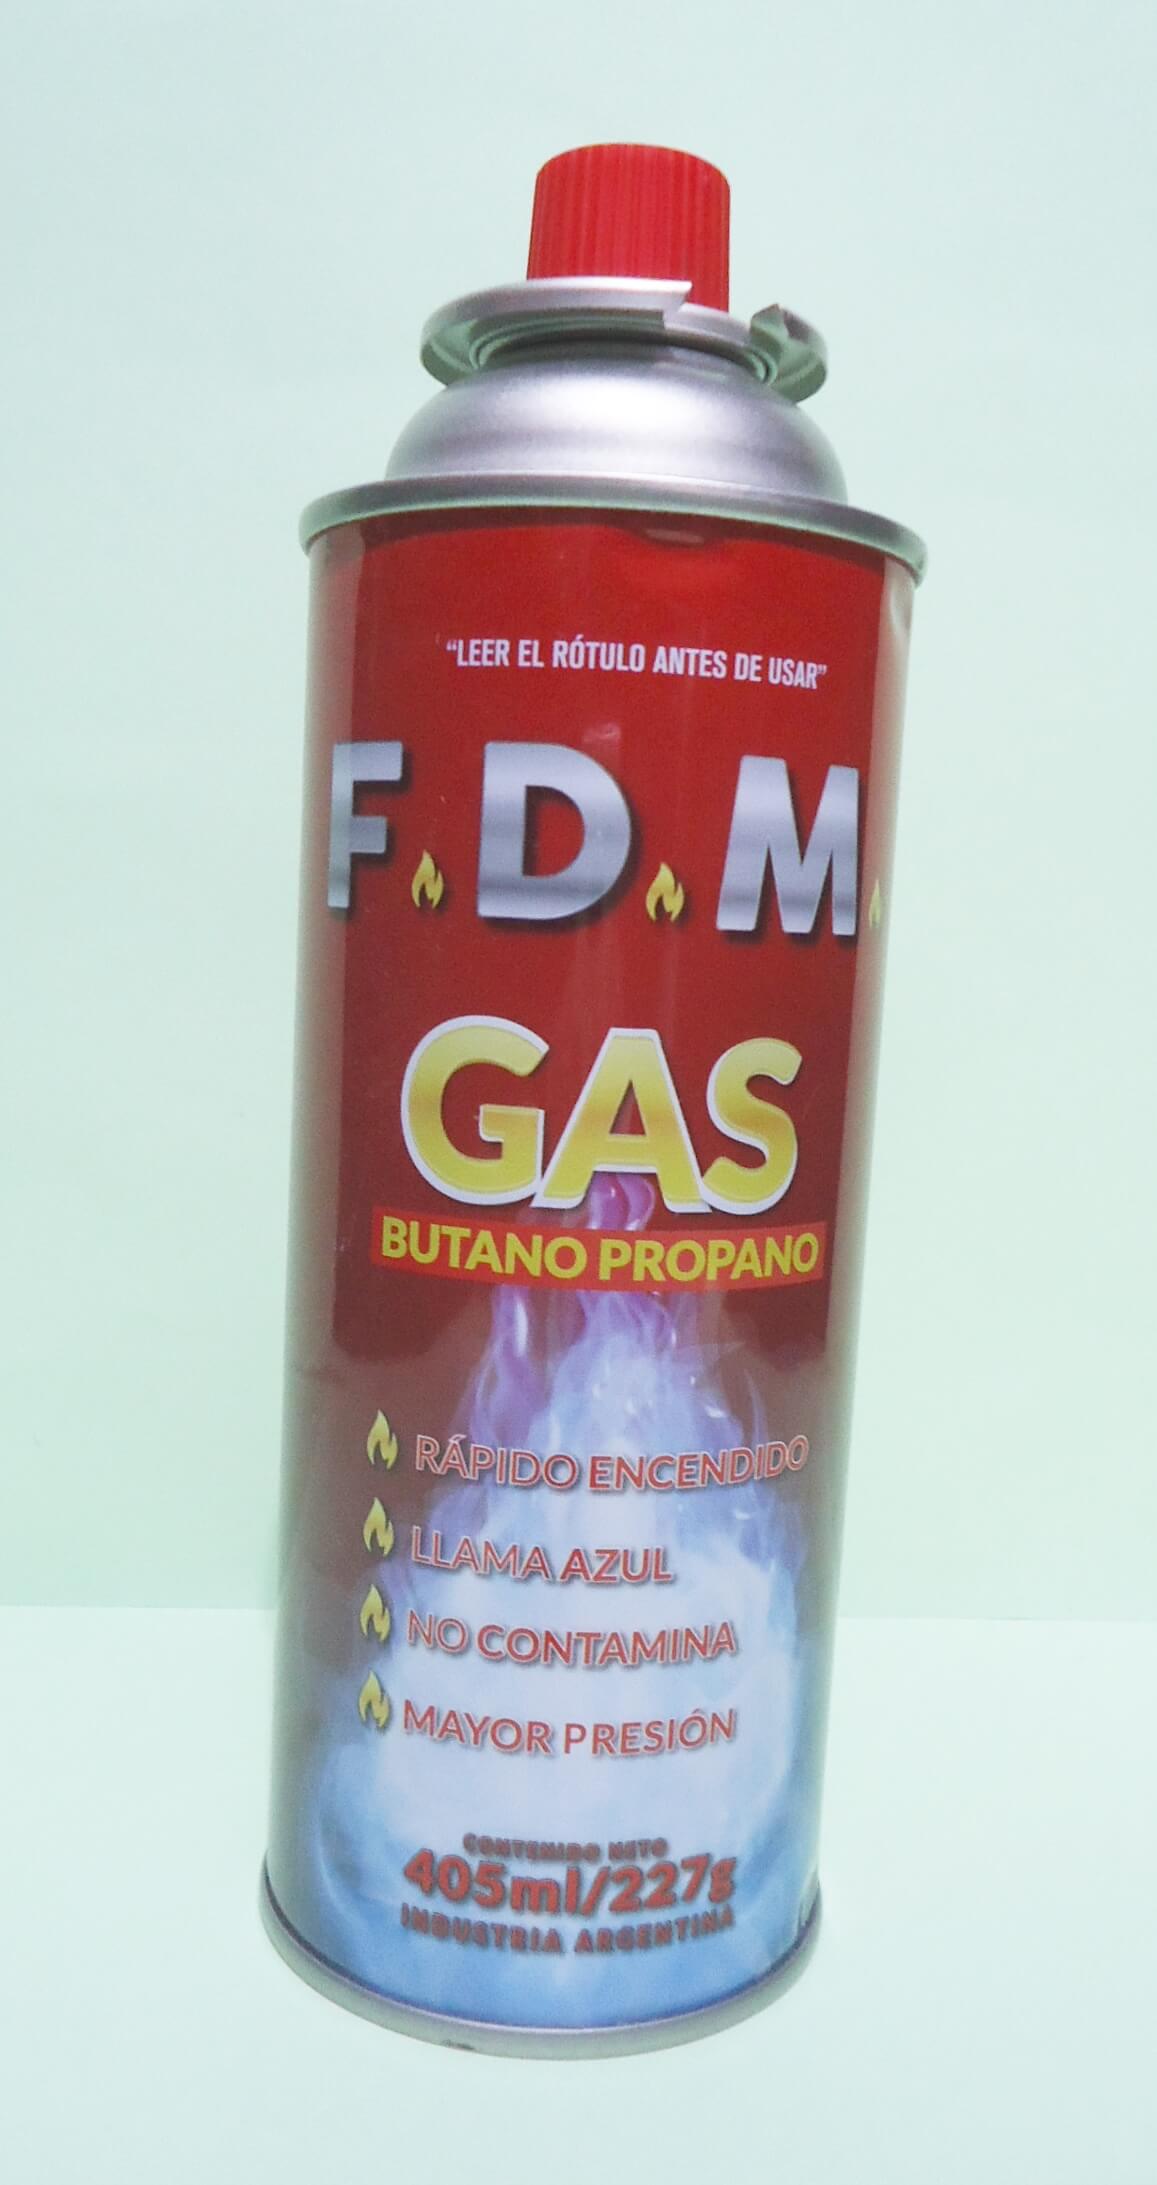 “LEER EL RÓTULO ANTES DE USAR”
F.D.M.
GAS
BUTANO PROPANO
RÁPIDO ENCENDIDO
LLAMA AZUL
NO CONTAMINA
MAYOR PRESIÓN
CONTENIDO NETO
405ml/227g
INDUSTRIA ARGENTINA